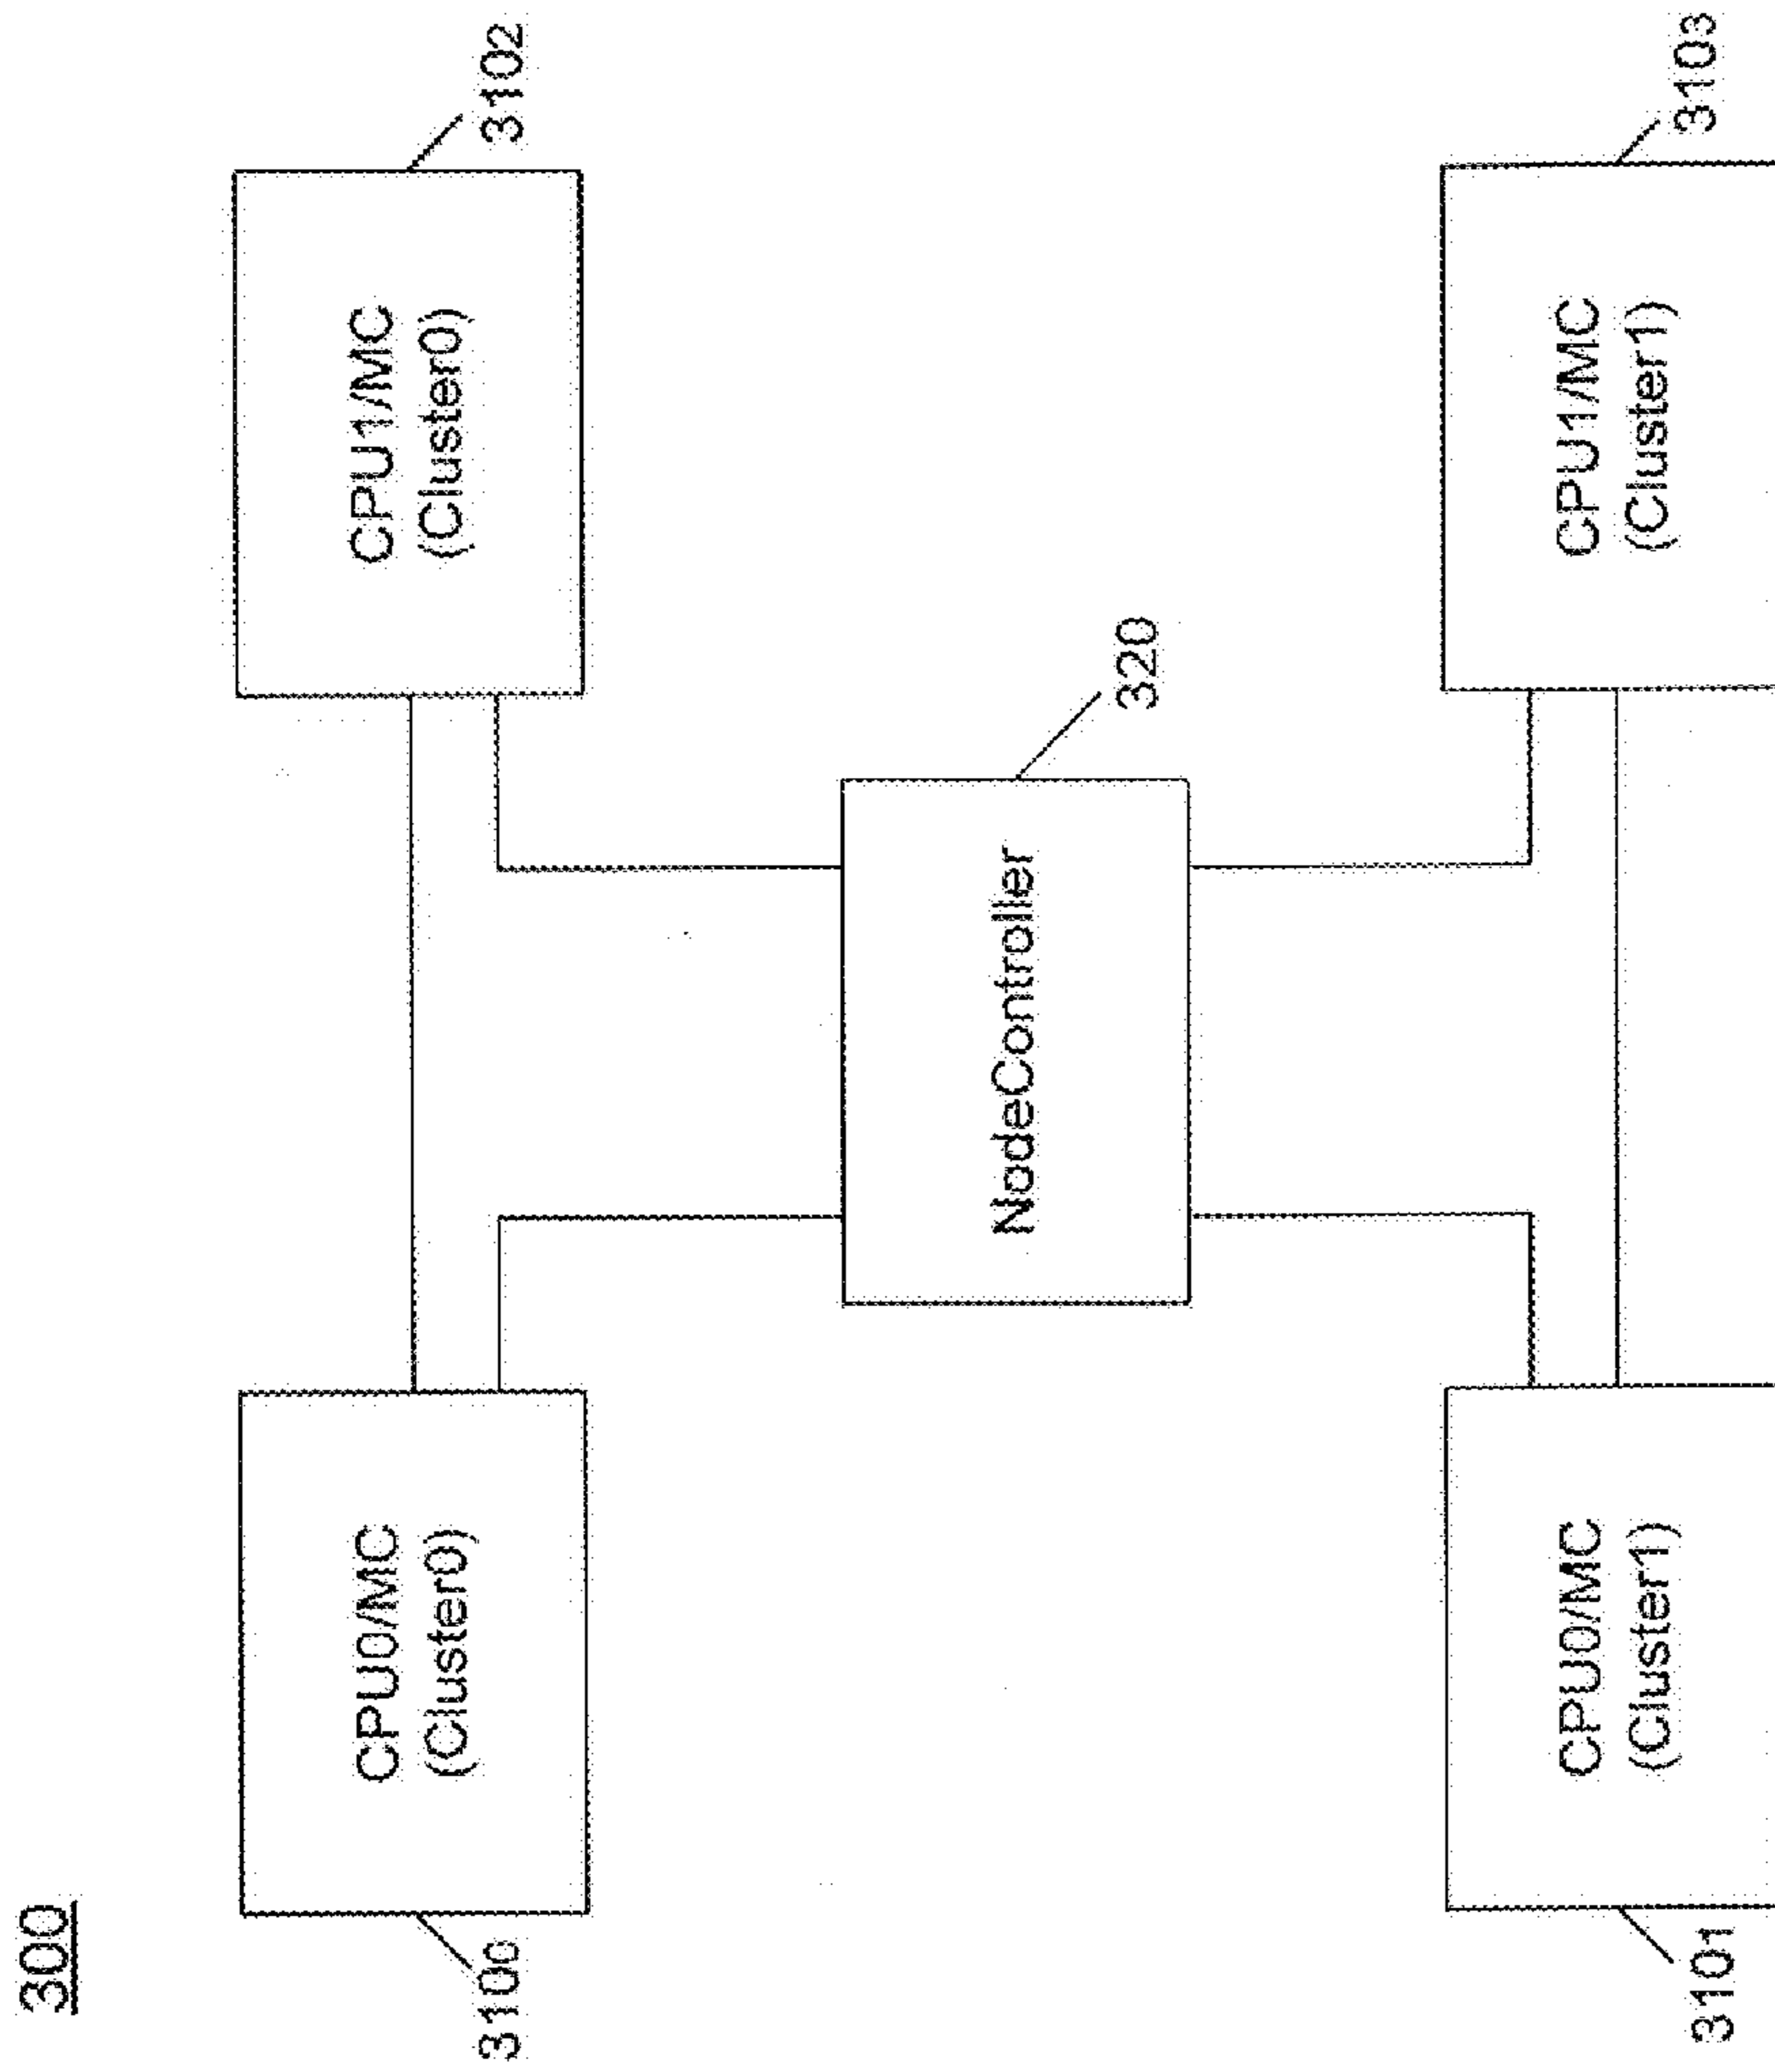 300
CPU0/MC
(Cluster0)
3100
CPU1/MC
(Cluster0)
3102
NodeController
320
CPU0/MC
(Cluster1)
3101
CPU1/MC
(Cluster1)
3103